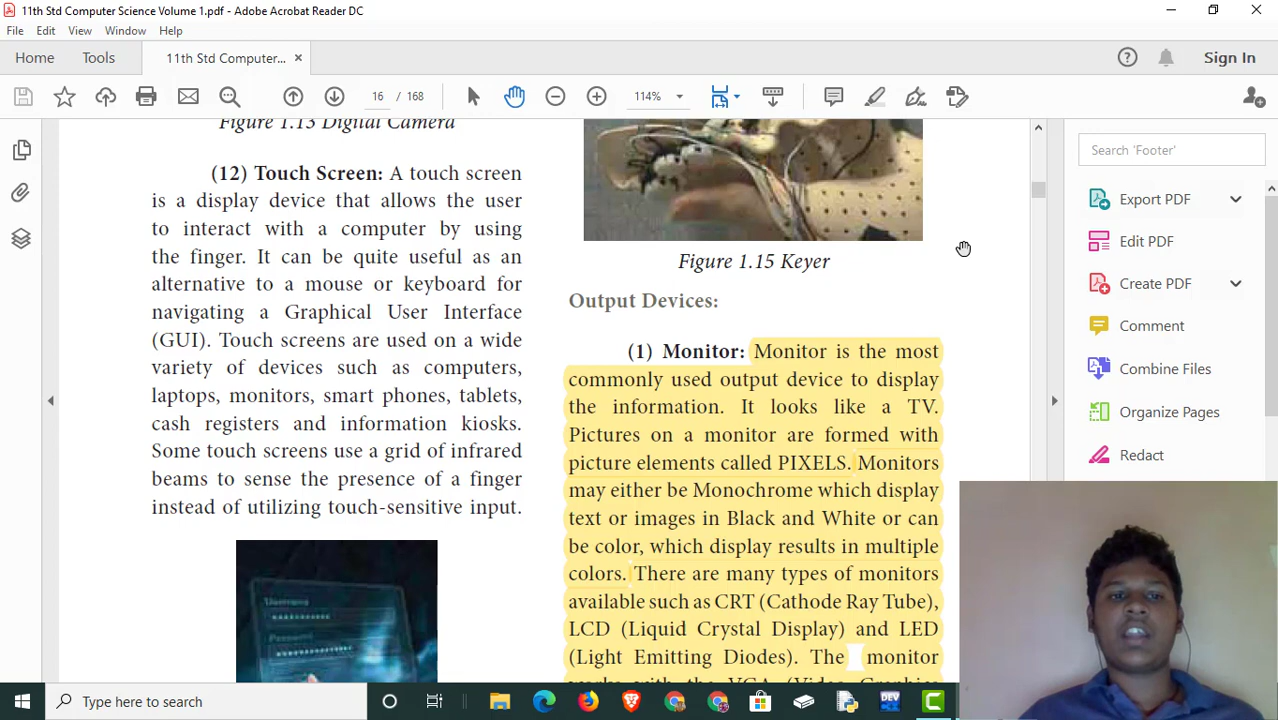 11th Std Computer Science Volume 1.pdf - Adobe Acrobat Reader DC
File Edit View Window Help
Home Tools 11th Std Computer... × Sign In
16 / 168 114%
Figure 1.13 Digital Camera
(12) Touch Screen: A touch screen
is a display device that allows the user
to interact with a computer by using
the finger. It can be quite useful as an
alternative to a mouse or keyboard for
navigating a Graphical User Interface
(GUI). Touch screens are used on a wide
variety of devices such as computers,
laptops, monitors, smart phones, tablets,
cash registers and information kiosks.
Some touch screens use a grid of infrared
beams to sense the presence of a finger
instead of utilizing touch-sensitive input.
Username
Password
Figure 1.15 Keyer
Output Devices:
(1) Monitor: Monitor is the most
commonly used output device to display
the information. It looks like a TV.
Pictures on a monitor are formed with
picture elements called PIXELS. Monitors
may either be Monochrome which display
text or images in Black and White or can
be color, which display results in multiple
colors. There are many types of monitors
available such as CRT (Cathode Ray Tube),
LCD (Liquid Crystal Display) and LED
(Light Emitting Diodes). The monitor
works with the VGA (Video Graphics
Search 'Footer'
Export PDF
Edit PDF
Create PDF
Comment
Combine Files
Organize Pages
Redact
Type here to search
DEV